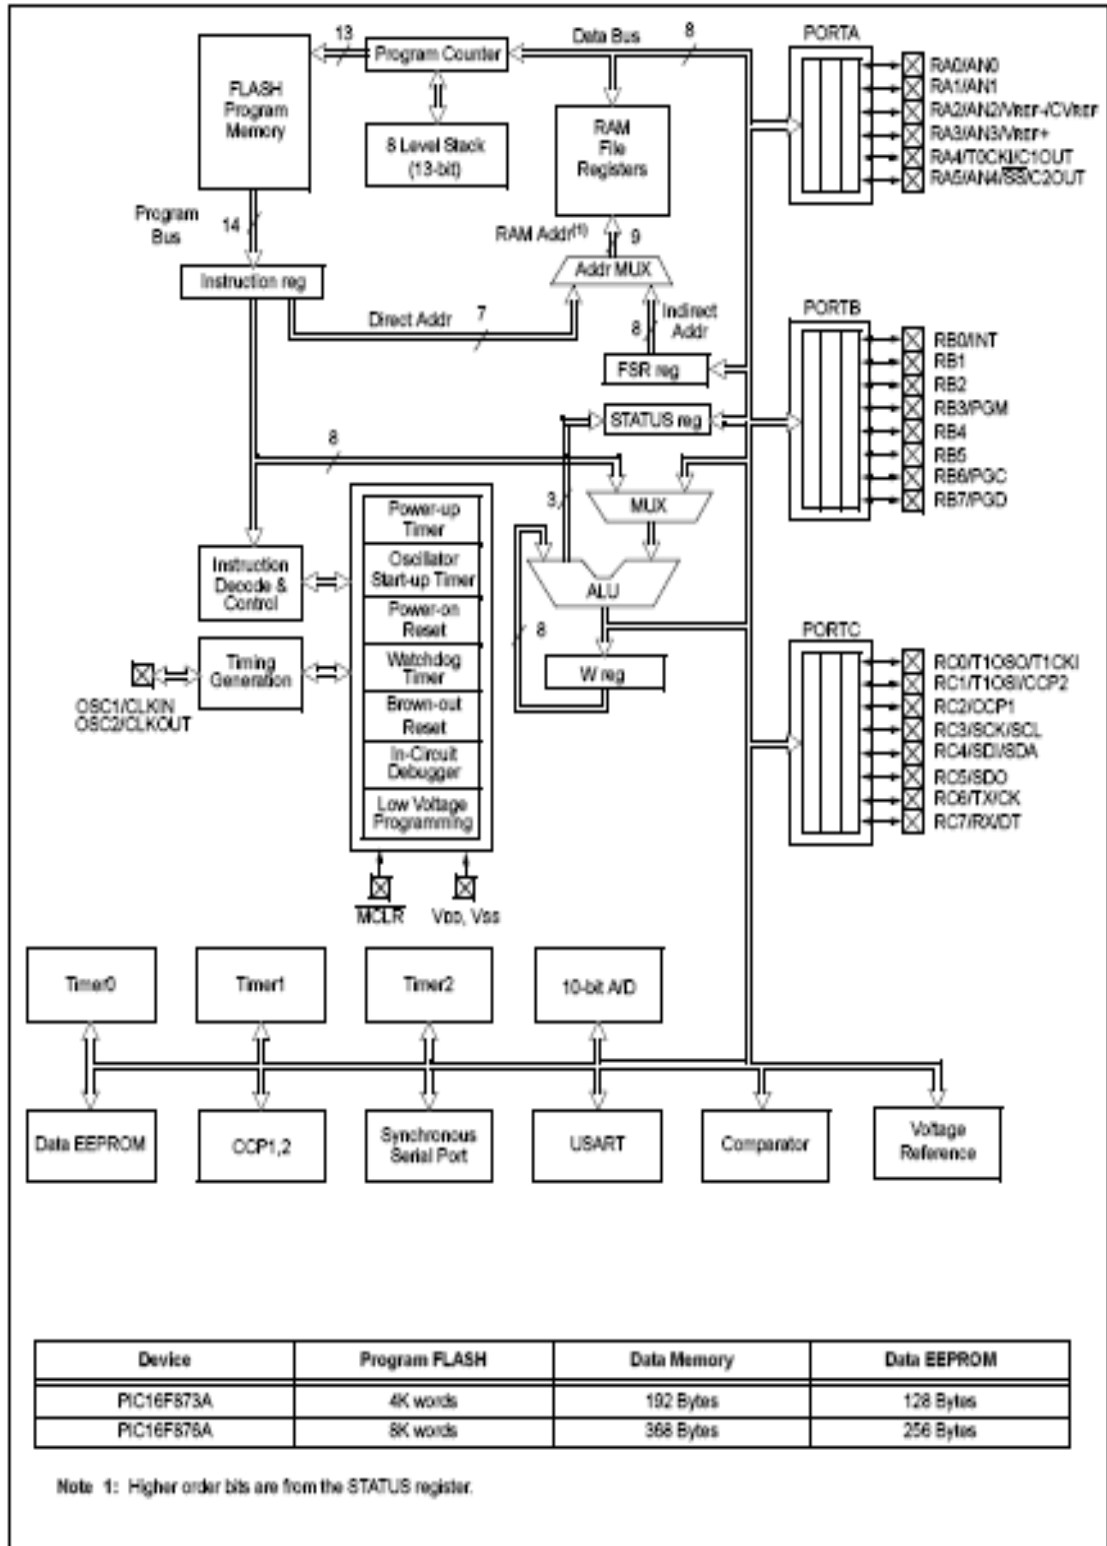 13
Program Counter
Data Bus
8
PORTA
FLASH
Program
Memory
8 Level Stack
(13-bit)
RAM
File
Registers
RA0/AN0
RA1/AN1
RA2/AN2/VREF-/CVREF
RA3/AN3/VREF+
RA4/T0CKI/C1OUT
RA5/AN4/SS/C2OUT
Program
Bus
14
RAM Addr(1)
9
Instruction reg
Addr MUX
Direct Addr
7
8
Indirect
Addr
FSR reg
STATUS reg
PORTB
RB0/INT
RB1
RB2
RB3/PGM
RB4
RB5
RB6/PGC
RB7/PGD
8
3
MUX
Power-up
Timer
Oscillator
Start-up Timer
Power-on
Reset
Watchdog
Timer
Brown-out
Reset
In-Circuit
Debugger
Low Voltage
Programming
Instruction
Decode &
Control
ALU
8
W reg
Timing
Generation
OSC1/CLKIN
OSC2/CLKOUT
PORTC
RC0/T1OSO/T1CKI
RC1/T1OSI/CCP2
RC2/CCP1
RC3/SCK/SCL
RC4/SDI/SDA
RC5/SDO
RC6/TX/CK
RC7/RX/DT
MCLR
VDD, VSS
Timer0
Timer1
Timer2
10-bit A/D
Data EEPROM
CCP1,2
Synchronous
Serial Port
USART
Comparator
Voltage
Reference
Device Program FLASH Data Memory Data EEPROM
PIC16F873A 4K words 192 Bytes 128 Bytes
PIC16F876A 8K words 368 Bytes 256 Bytes
Note 1: Higher order bits are from the STATUS register.